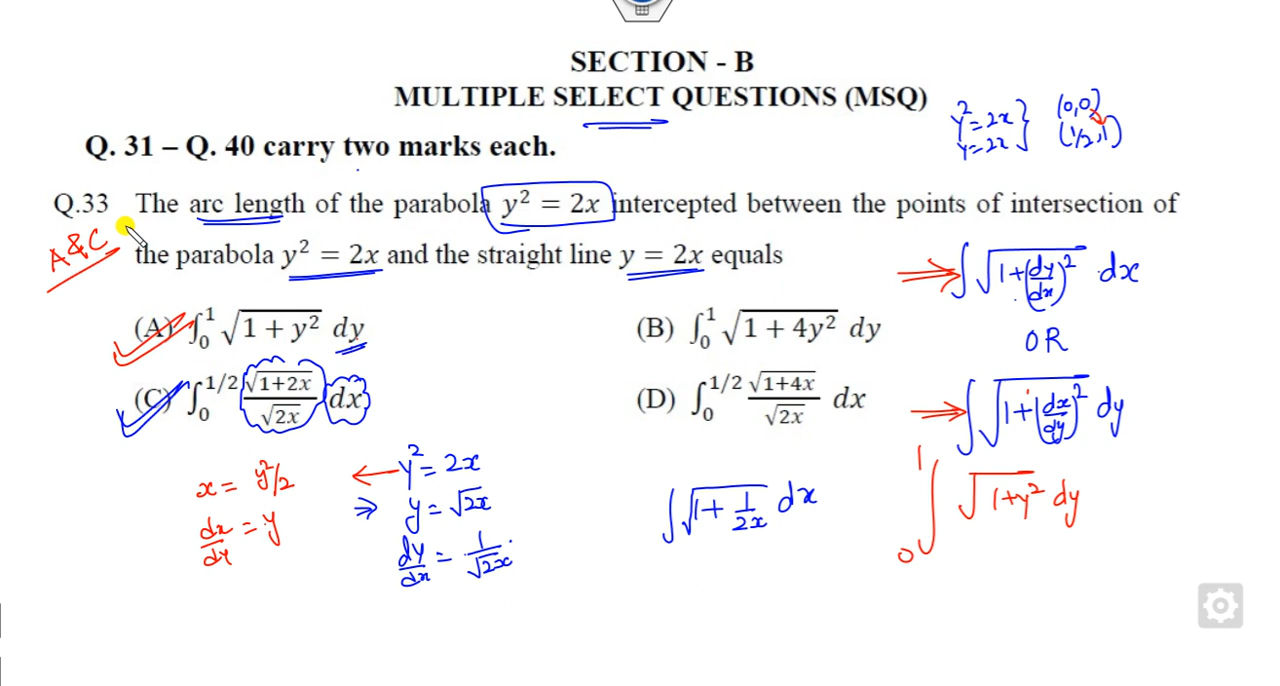 SECTION - B
MULTIPLE SELECT QUESTIONS (MSQ)
y² = 2x } (0,0)
y = 2x (1/2, 1)
Q. 31 – Q. 40 carry two marks each.
Q.33 The arc length of the parabola y² = 2x intercepted between the points of intersection of
the parabola y² = 2x and the straight line y = 2x equals
A & C
∫√(1+(dy/dx)²) dx
(A) ∫₀¹ √(1 + y²) dy
(B) ∫₀¹ √(1 + 4y²) dy
OR
(C) ∫₀^(1/2) √(1+2x)/√(2x) dx
(D) ∫₀^(1/2) √(1+4x)/√(2x) dx
∫√(1+(dx/dy)²) dy
x = y²/2 ← y² = 2x
dx/dy = y ⇒ y = √2x
dy/dx = 1/√2x
∫√(1 + 1/2x) dx
∫₀¹ √(1+y²) dy